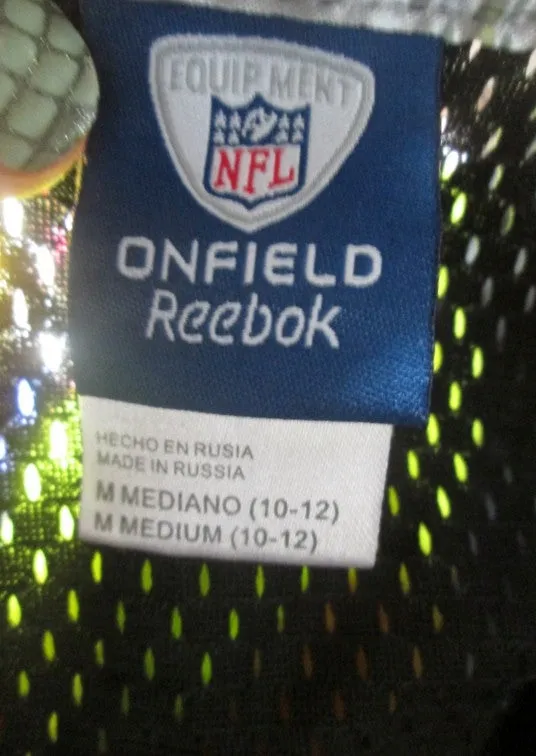 EQUIPMENT
NFL
ONFIELD
Reebok
HECHO EN RUSIA
MADE IN RUSSIA
M MEDIANO (10-12)
M MEDIUM (10-12)